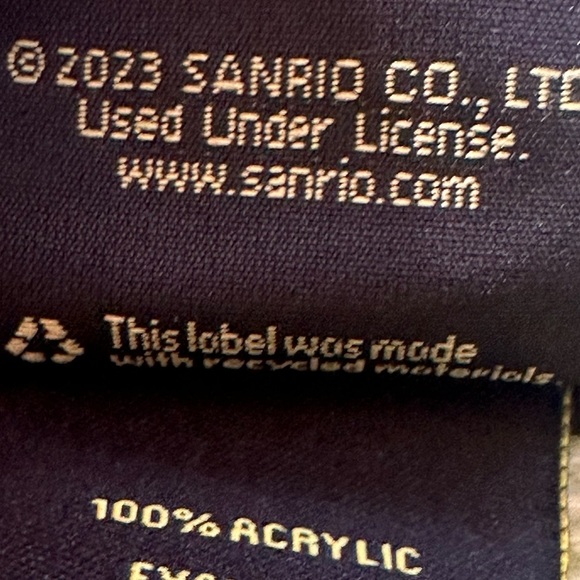 © 2023 SANRIO CO., LTD
Used Under License.
www.sanrio.com
This label was made
with recycled materials.
100% ACRYLIC